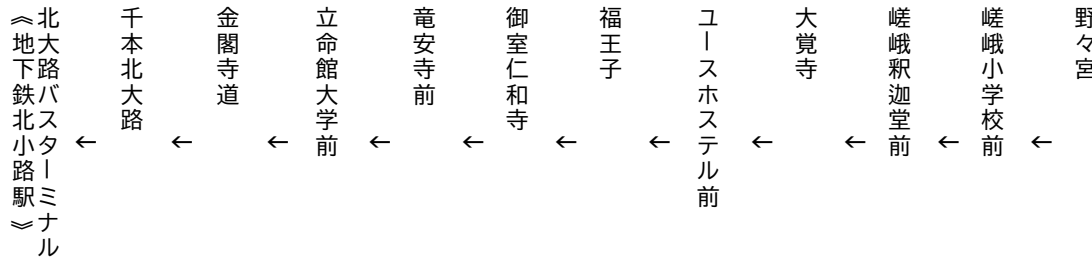 野々宮
←
嵯峨小学校前
←
嵯峨釈迦堂前
←
大覚寺
←
ユースホステル前
←
福王子
←
御室仁和寺
←
竜安寺前
←
立命館大学前
←
金閣寺道
←
千本北大路
←
北大路バスターミナル
《地下鉄北小路駅》